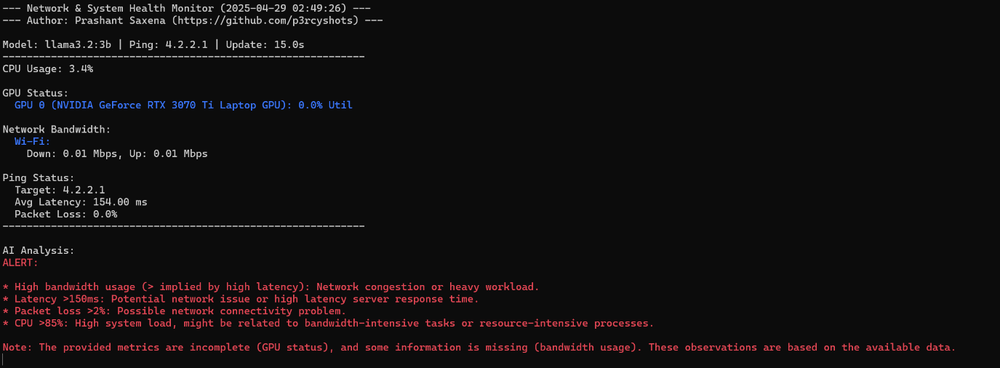 --- Network & System Health Monitor (2025-04-29 02:49:26) ---
--- Author: Prashant Saxena (https://github.com/p3rcyshots) ---
Model: llama3.2:3b | Ping: 4.2.2.1 | Update: 15.0s
------------------------------------------------------------
CPU Usage: 3.4%
GPU Status:
  GPU 0 (NVIDIA GeForce RTX 3070 Ti Laptop GPU): 0.0% Util
Network Bandwidth:
  Wi-Fi:
    Down: 0.01 Mbps, Up: 0.01 Mbps
Ping Status:
  Target: 4.2.2.1
  Avg Latency: 154.00 ms
  Packet Loss: 0.0%
------------------------------------------------------------
AI Analysis:
ALERT:
* High bandwidth usage (> implied by high latency): Network congestion or heavy workload.
* Latency >150ms: Potential network issue or high latency server response time.
* Packet loss >2%: Possible network connectivity problem.
* CPU >85%: High system load, might be related to bandwidth-intensive tasks or resource-intensive processes.
Note: The provided metrics are incomplete (GPU status), and some information is missing (bandwidth usage). These observations are based on the available data.